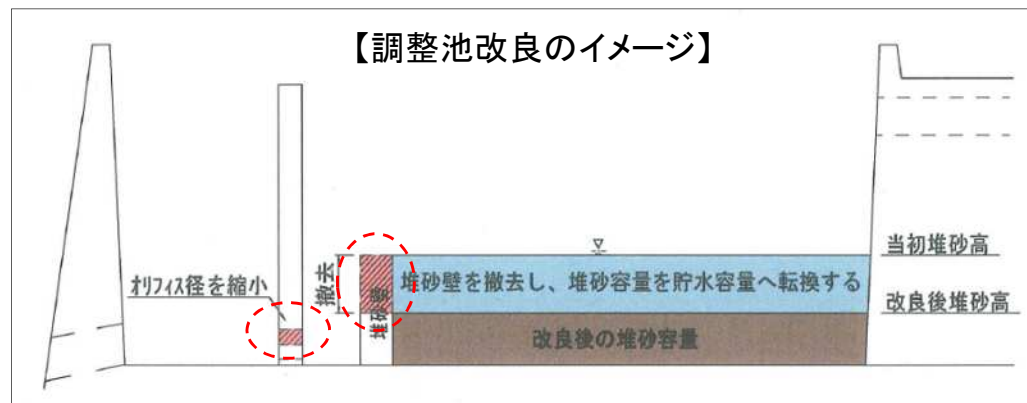 【調整池改良のイメージ】
当初堆砂高
オリフィス径を縮小
撤去
堆砂壁
堆砂壁を撤去し、堆砂容量を貯水容量へ転換する
改良後堆砂高
改良後の堆砂容量